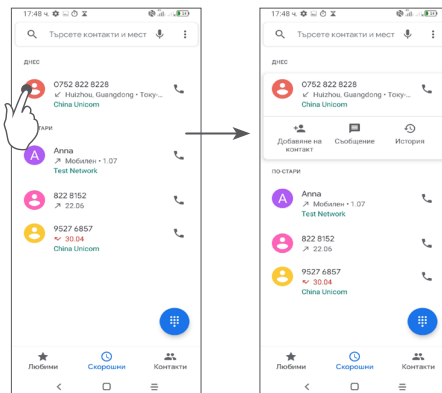 17:48 ч.
Търсете контакти и мест
ДНЕС
0752 822 8228
Huizhou, Guangdong • Току-...
China Unicom
ТАРИ
Anna
Мобилен • 1.07
Test Network
822 8152
22.06
9527 6857
30.04
China Unicom
Любими Скорошни Контакти
17:48 ч.
Търсете контакти и мест
ДНЕС
0752 822 8228
Huizhou, Guangdong • Току-...
China Unicom
Добавяне на контакт Съобщение История
ПО-СТАРИ
Anna
Мобилен • 1.07
Test Network
822 8152
22.06
9527 6857
30.04
China Unicom
Любими Скорошни Контакти